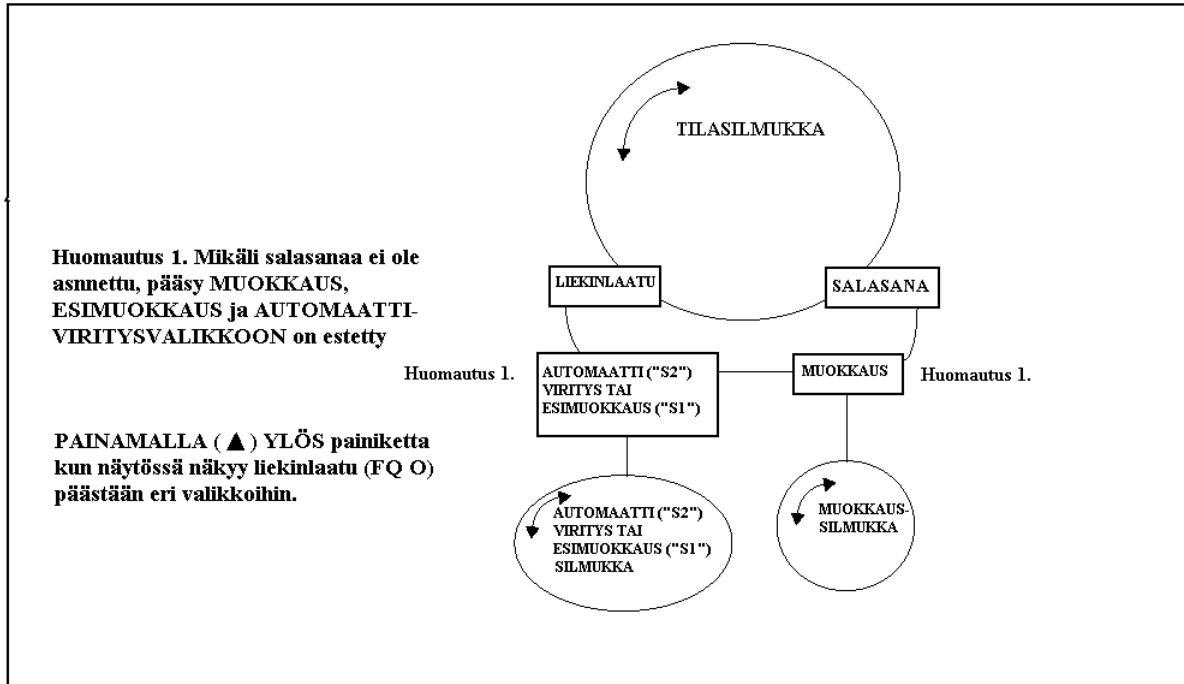 TILASILMUKKA
Huomautus 1. Mikäli salasanaa ei ole
asnnettu, pääsy MUOKKAUS,
ESIMUOKKAUS ja AUTOMAATTI-
VIRITYSVALIKKOON on estetty
LIEKINLAATU
SALASANA
Huomautus 1.
AUTOMAATTI ("S2")
VIRITYS TAI
ESIMUOKKAUS ("S1")
MUOKKAUS
Huomautus 1.
PAINAMALLA ( ▲ ) YLÖS painiketta
kun näytössä näkyy liekinlaatu (FQ O)
päästään eri valikkoihin.
AUTOMAATTI ("S2")
VIRITYS TAI
ESIMUOKKAUS ("S1")
SILMUKKA
MUOKKAUS-
SILMUKKA